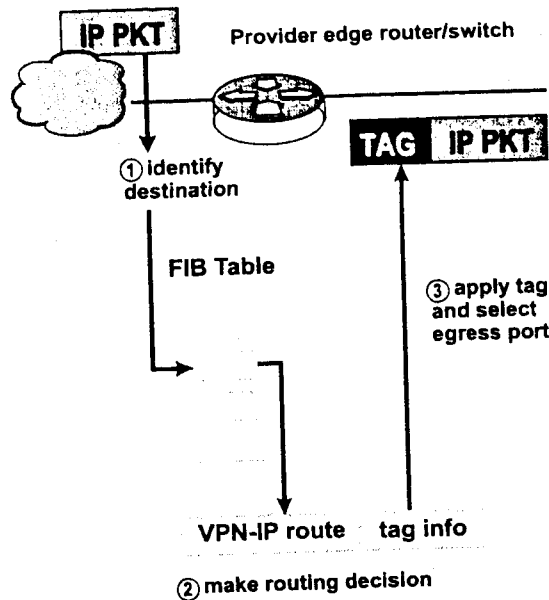 IP PKT
Provider edge router/switch
TAG IP PKT
① identify
destination
FIB Table
③ apply tag
and select
egress port
VPN-IP route tag info
② make routing decision